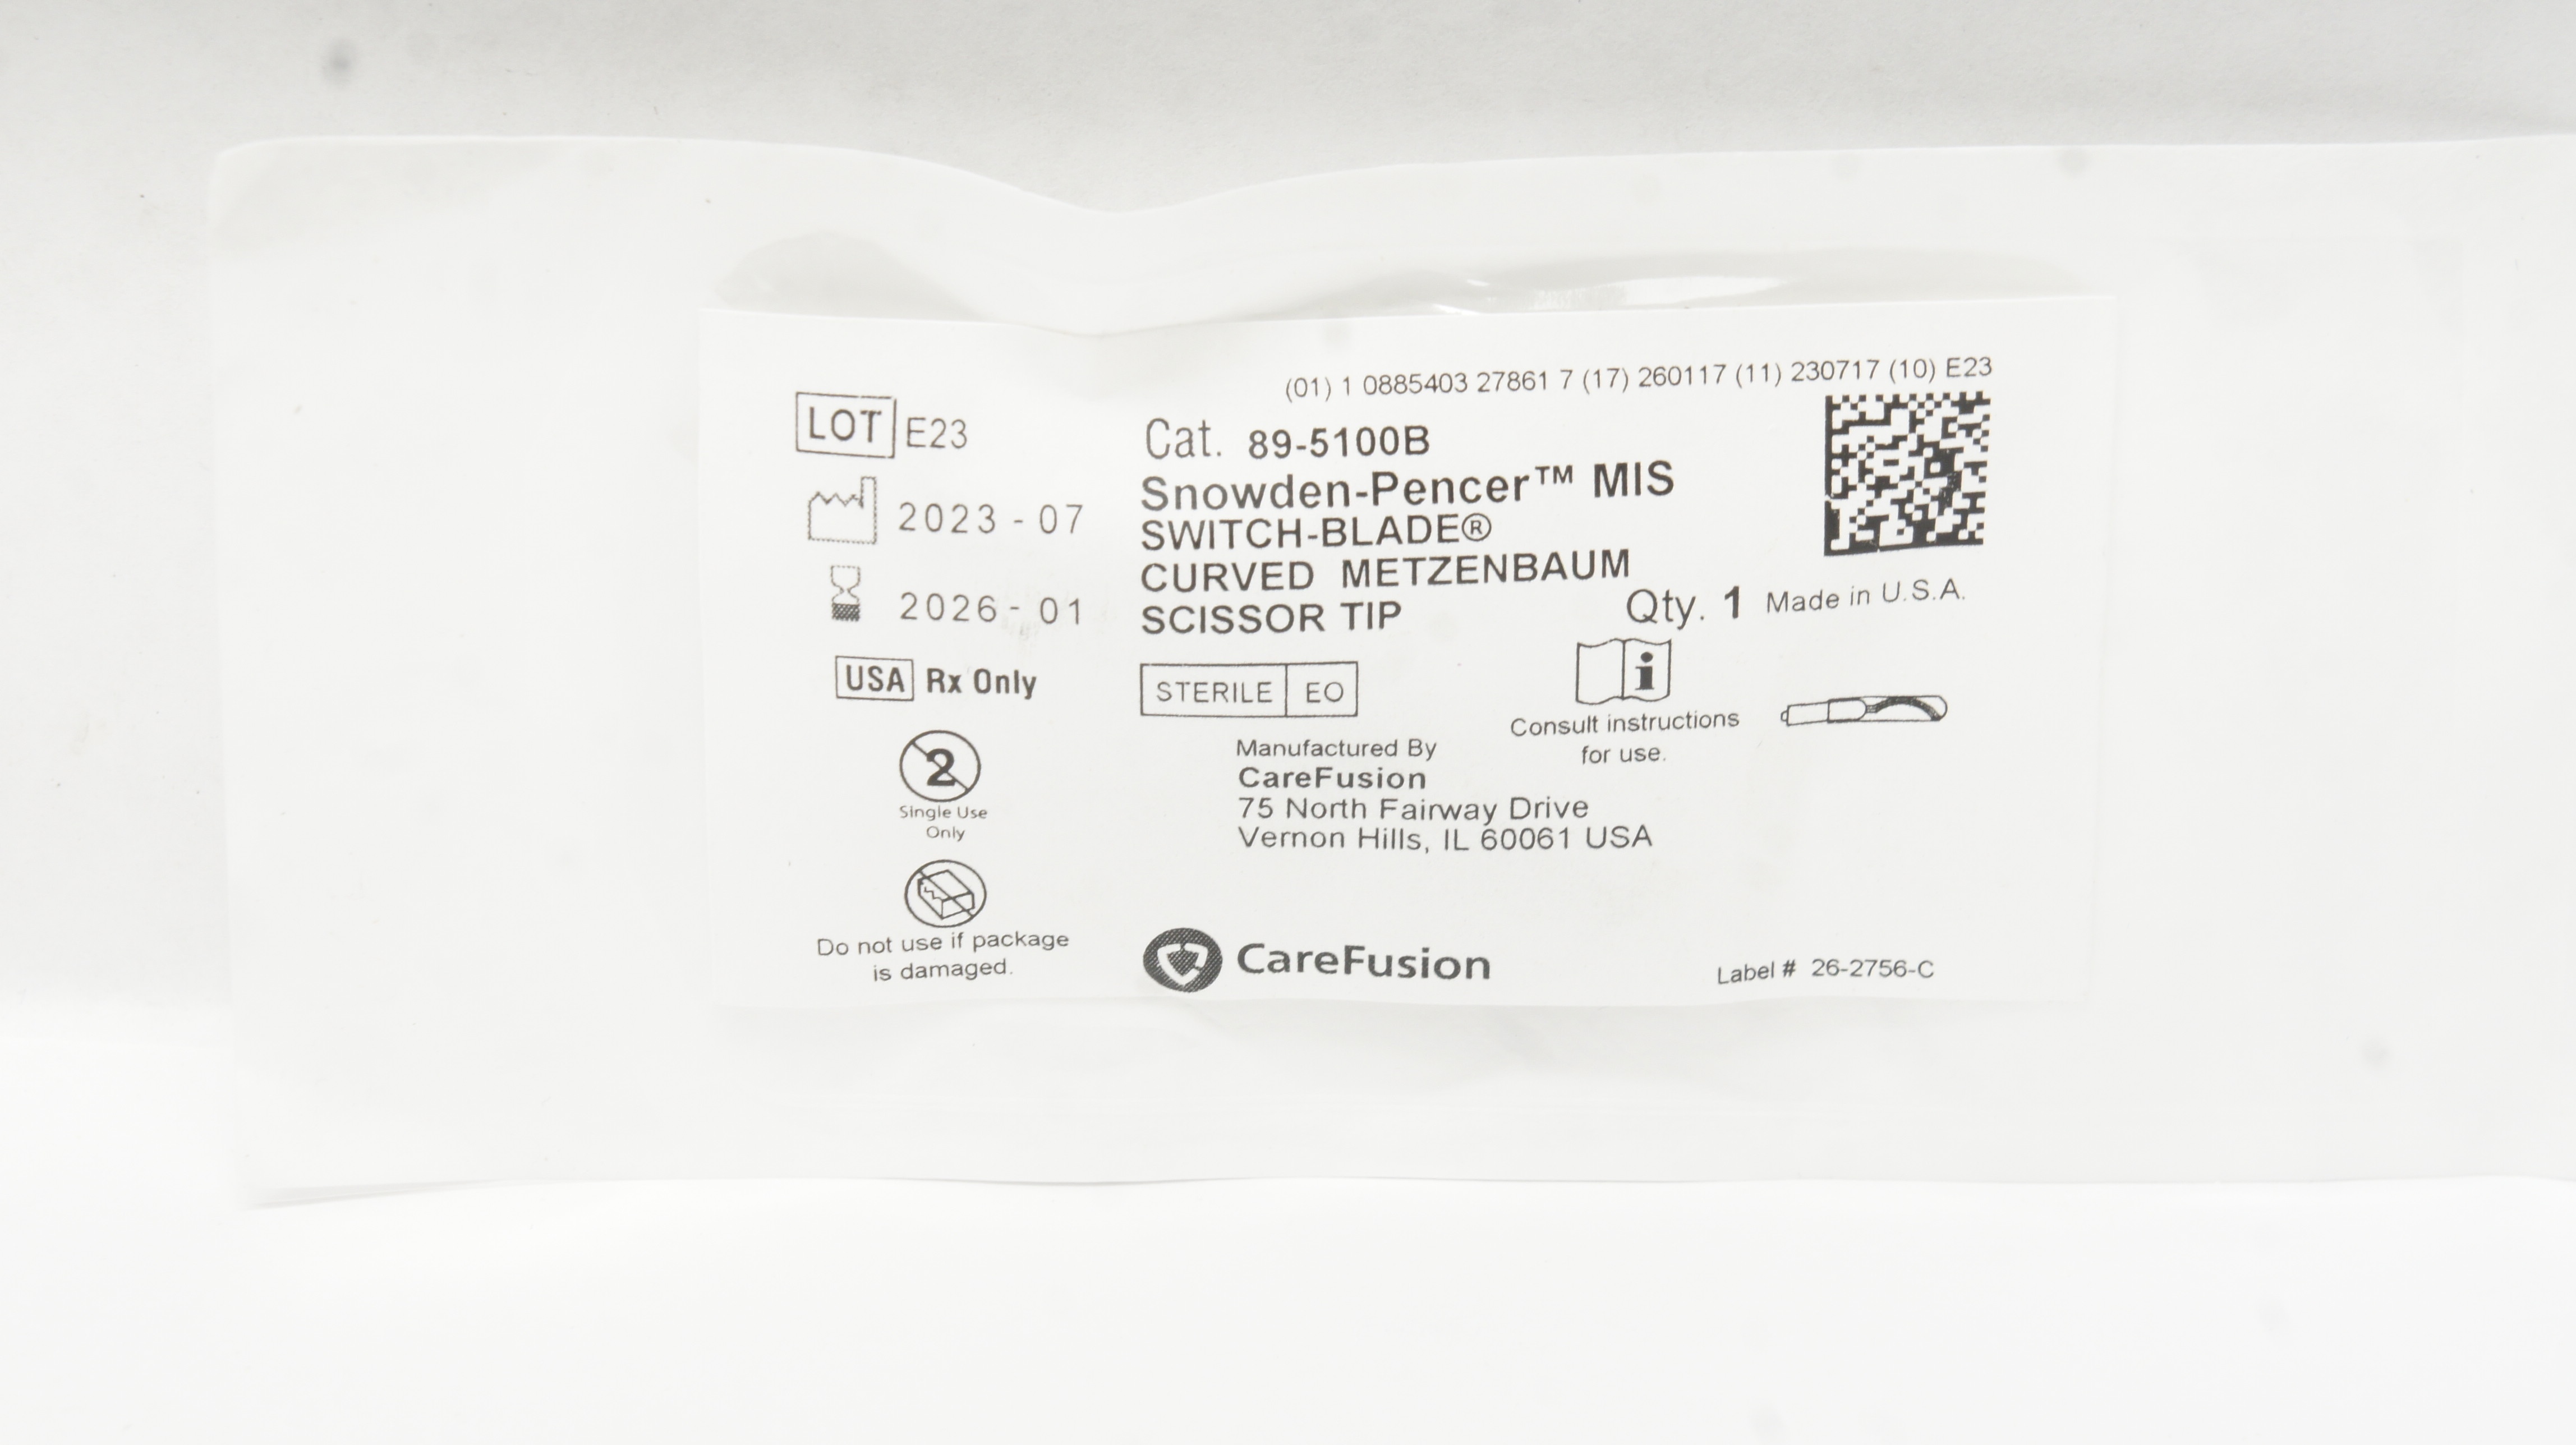 (01) 1 0885403 27861 7 (17) 260117 (11) 230717 (10) E23
LOT E23
2023-07
2026-01
USA Rx Only
2
Single Use
Only
Do not use if package
is damaged.
Cat. 89-5100B
Snowden-Pencer™ MIS
SWITCH-BLADE®
CURVED METZENBAUM
SCISSOR TIP
Qty. 1 Made in U.S.A.
STERILE EO
i
Consult instructions
for use.
Manufactured By
CareFusion
75 North Fairway Drive
Vernon Hills, IL 60061 USA
CareFusion
Label # 26-2756-C